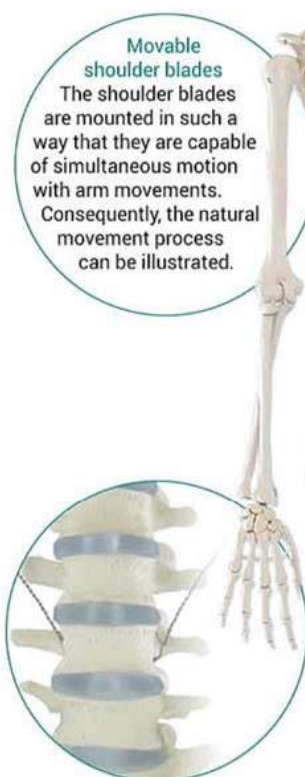 Movable
shoulder blades
The shoulder blades
are mounted in such a
way that they are capable
of simultaneous motion
with arm movements.
Consequently, the natural
movement process
can be illustrated.